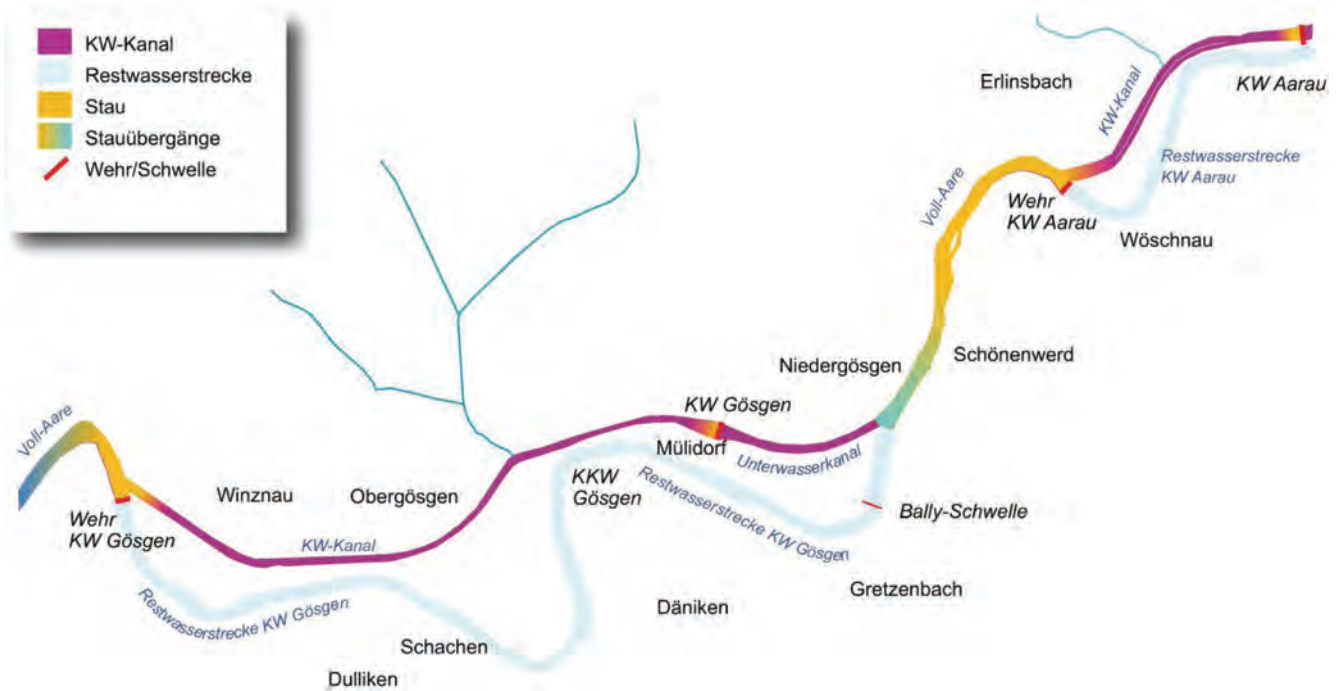 KW-Kanal
Restwasserstrecke
Stau
Stauübergänge
Wehr/Schwelle
Erlinsbach
KW-Kanal
KW Aarau
Restwasserstrecke
KW Aarau
Voll-Aare
Wehr
KW Aarau
Wöschnau
Niedergösgen
Schönenwerd
Voll-Aare
KW Gösgen
Mülidorf
Unterwasserkanal
Winznau
Obergösgen
KKW
Gösgen
Restwasserstrecke KW Gösgen
Bally-Schwelle
Wehr
KW Gösgen
KW-Kanal
Restwasserstrecke KW Gösgen
Gretzenbach
Däniken
Schachen
Dulliken